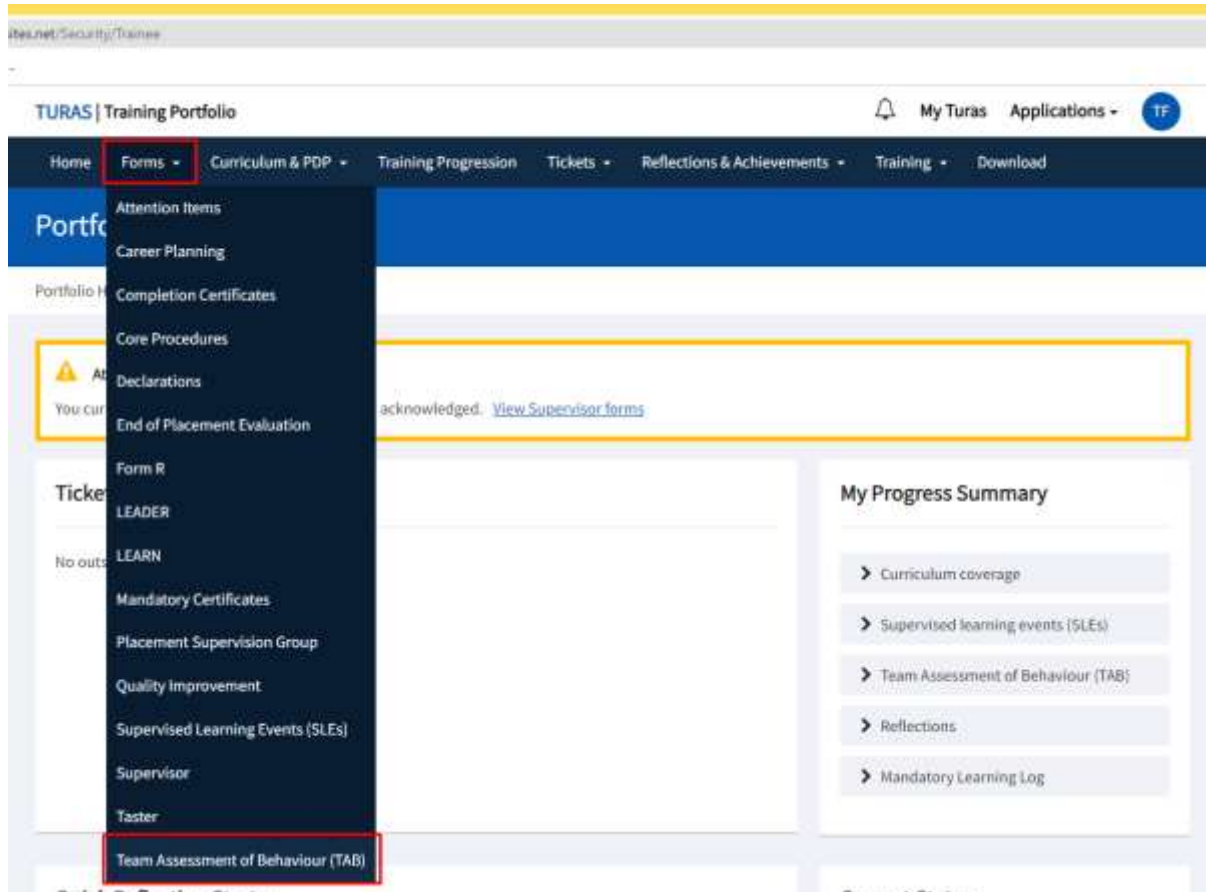 ites.net/Security/Trainee
TURAS | Training Portfolio
My Turas Applications
TF
Home Forms Curriculum & PDP Training Progression Tickets Reflections & Achievements Training Download
Portfo
Portfolio H
Attention Items
Career Planning
Completion Certificates
Core Procedures
Declarations
End of Placement Evaluation
Form R
LEADER
LEARN
Mandatory Certificates
Placement Supervision Group
Quality Improvement
Supervised Learning Events (SLEs)
Supervisor
Taster
Team Assessment of Behaviour (TAB)
At
You cur
acknowledged. View Supervisor forms
Ticke
No outs
My Progress Summary
Curriculum coverage
Supervised learning events (SLEs)
Team Assessment of Behaviour (TAB)
Reflections
Mandatory Learning Log